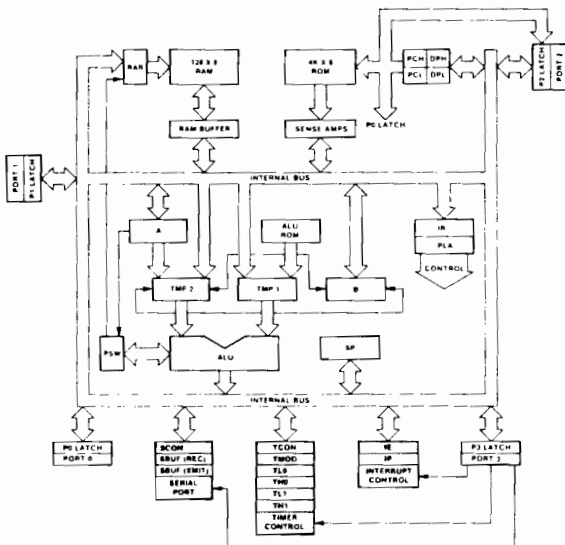 RAR
128 X 8
RAM
4K X 8
ROM
PCH
DPH
PCL
DPL
P2 LATCH
PORT 2
P0 LATCH
RAM BUFFER
SENSE AMPS
INTERNAL BUS
PORT 1
P1 LATCH
A
ALU
ROM
IR
PLA
CONTROL
TMP 2
TMP 1
B
PSW
ALU
SP
INTERNAL BUS
P0 LATCH
PORT 0
SCON
SBUF (REC)
SBUF (XMIT)
SERIAL
PORT
TCON
TMOD
TL0
TH0
TL1
TH1
TIMER
CONTROL
IE
IP
INTERRUPT
CONTROL
P3 LATCH
PORT 3